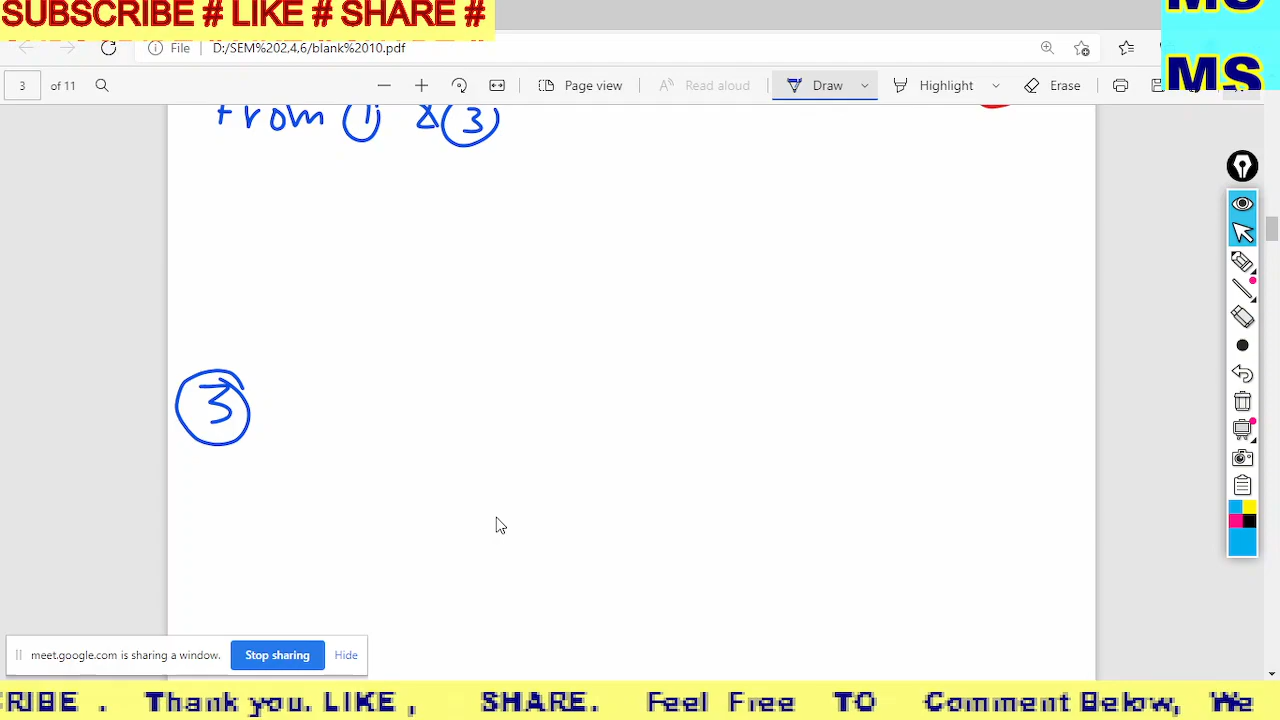 SUBSCRIBE # LIKE # SHARE #
MS
File D:/SEM%202,4,6/blank%2010.pdf
MS
3 of 11 Page view Read aloud Draw Highlight Erase
From ① & ③
③
meet.google.com is sharing a window. Stop sharing Hide
CRIBE . Thank you. LIKE , SHARE. Feel Free TO Comment Below, We